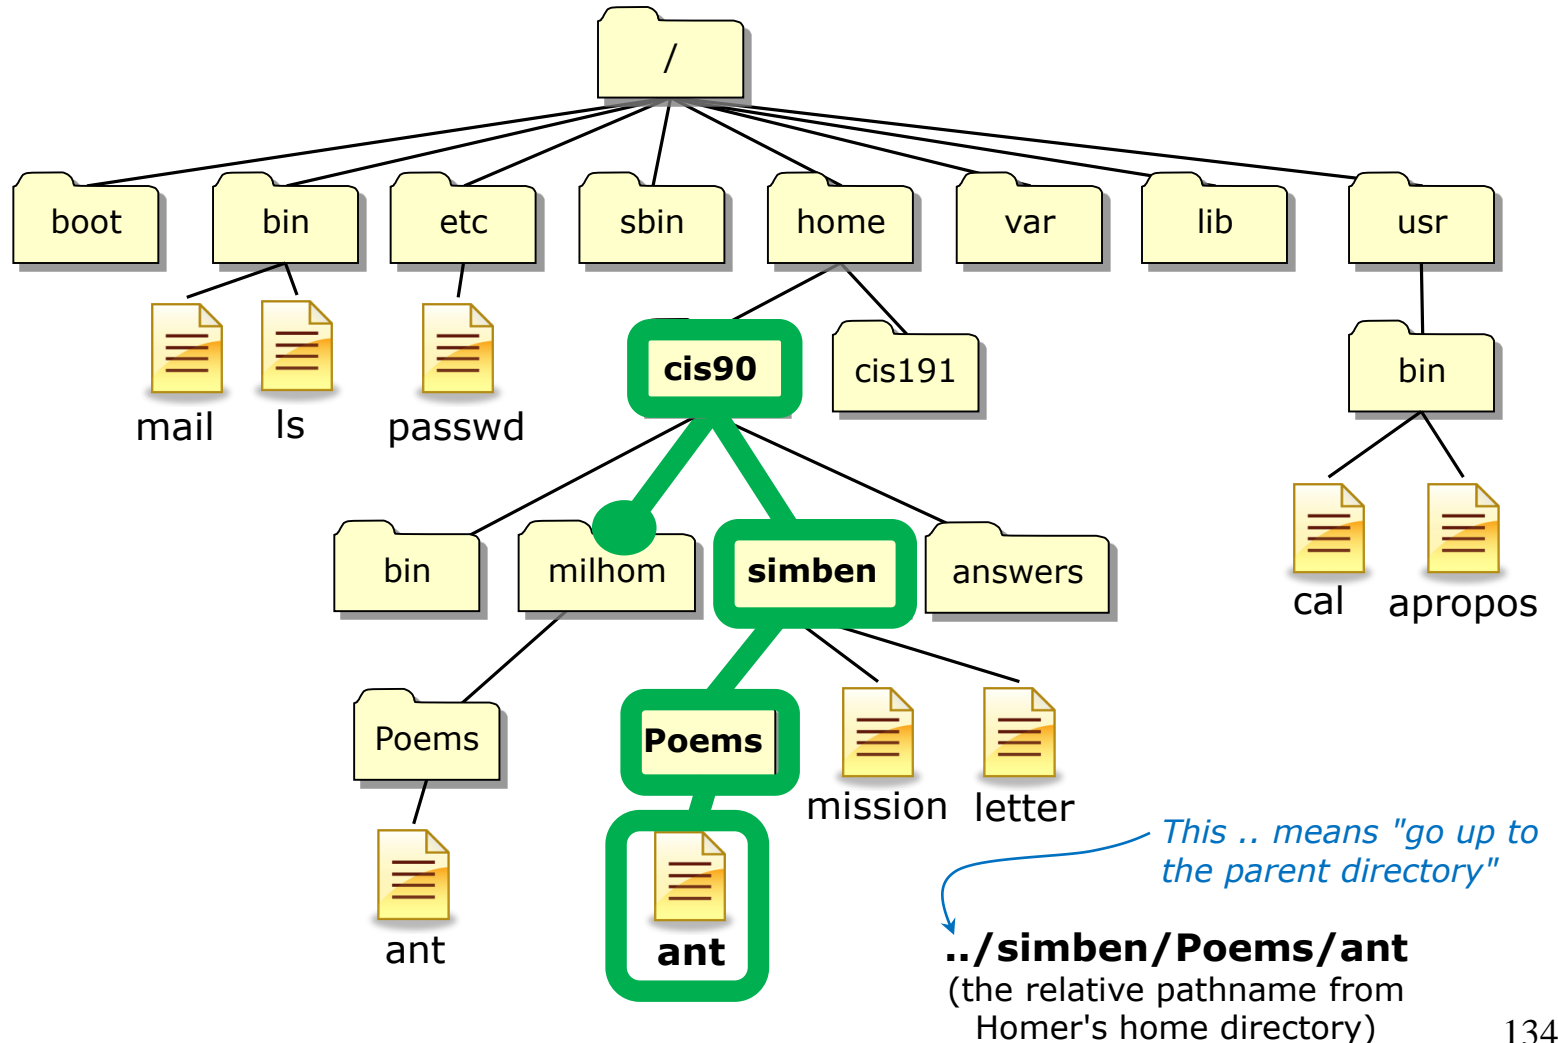 /
boot
bin
etc
sbin
home
var
lib
usr
mail
ls
passwd
cis90
cis191
bin
bin
milhom
simben
answers
cal
apropos
Poems
Poems
mission
letter
ant
ant
This .. means "go up to
the parent directory"
../simben/Poems/ant
(the relative pathname from
Homer's home directory)
134